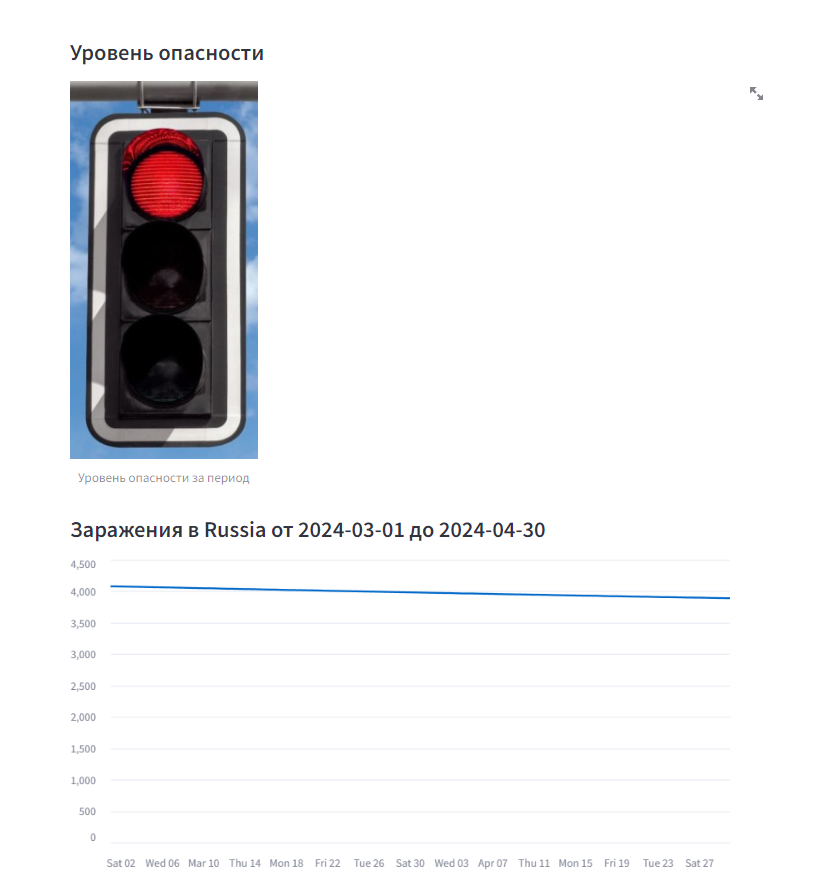 Уровень опасности
Уровень опасности за период
Заражения в Russia от 2024-03-01 до 2024-04-30
4,500
4,000
3,500
3,000
2,500
2,000
1,500
1,000
500
0
Sat 02 Wed 06 Mar 10 Thu 14 Mon 18 Fri 22 Tue 26 Sat 30 Wed 03 Apr 07 Thu 11 Mon 15 Fri 19 Tue 23 Sat 27